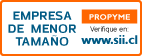 EMPRESA
DE MENOR
TAMAÑO
PROPYME
Verifique en
www.sii.cl